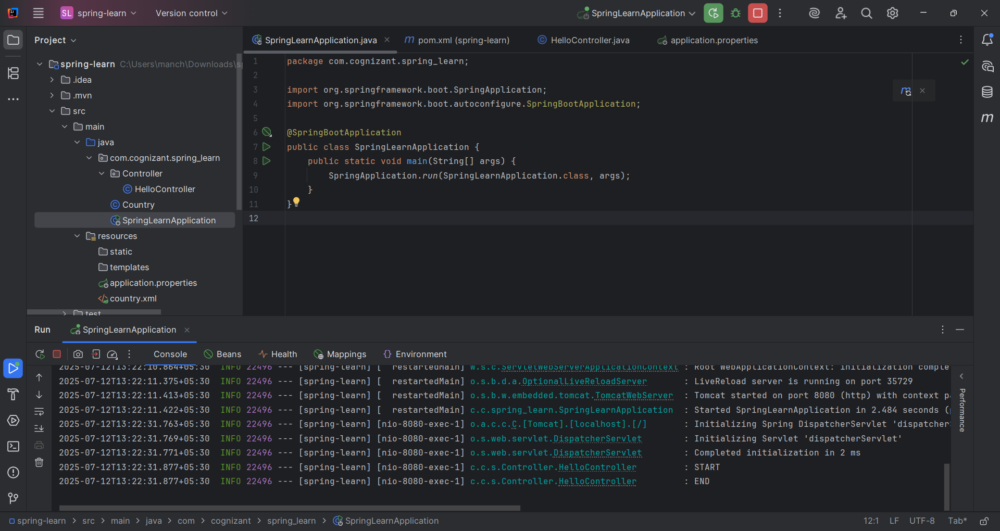 SL spring-learn Version control SpringLearnApplication
Project
SpringLearnApplication.java pom.xml (spring-learn) HelloController.java application.properties
spring-learn C:\Users\manch\Downloads\
.idea
.mvn
src
main
java
com.cognizant.spring_learn
Controller
HelloController
Country
SpringLearnApplication
resources
static
templates
application.properties
country.xml
test
1 package com.cognizant.spring_learn;
2
3 import org.springframework.boot.SpringApplication;
4 import org.springframework.boot.autoconfigure.SpringBootApplication;
5
6 @SpringBootApplication
7 public class SpringLearnApplication {
8 public static void main(String[] args) {
9 SpringApplication.run(SpringLearnApplication.class, args);
10 }
11 }
12
Run SpringLearnApplication
Console Beans Health Mappings Environment
2025-07-12T13:22:10.864+05:30 INFO 22496 --- [spring-learn] [ restartedMain] w.s.c.ServletWebServerApplicationContext : Root WebApplicationContext: initialization comple
2025-07-12T13:22:11.375+05:30 INFO 22496 --- [spring-learn] [ restartedMain] o.s.b.d.a.OptionalLiveReloadServer : LiveReload server is running on port 35729
2025-07-12T13:22:11.413+05:30 INFO 22496 --- [spring-learn] [ restartedMain] o.s.b.w.embedded.tomcat.TomcatWebServer : Tomcat started on port 8080 (http) with context
2025-07-12T13:22:11.422+05:30 INFO 22496 --- [spring-learn] [ restartedMain] c.c.spring_learn.SpringLearnApplication : Started SpringLearnApplication in 2.484 seconds (
2025-07-12T13:22:31.763+05:30 INFO 22496 --- [spring-learn] [nio-8080-exec-1] o.a.c.c.C.[Tomcat].[localhost].[/] : Initializing Spring DispatcherServlet 'dispatcher
2025-07-12T13:22:31.769+05:30 INFO 22496 --- [spring-learn] [nio-8080-exec-1] o.s.web.servlet.DispatcherServlet : Initializing Servlet 'dispatcherServlet'
2025-07-12T13:22:31.771+05:30 INFO 22496 --- [spring-learn] [nio-8080-exec-1] o.s.web.servlet.DispatcherServlet : Completed initialization in 2 ms
2025-07-12T13:22:31.877+05:30 INFO 22496 --- [spring-learn] [nio-8080-exec-1] c.c.s.Controller.HelloController : START
2025-07-12T13:22:31.877+05:30 INFO 22496 --- [spring-learn] [nio-8080-exec-1] c.c.s.Controller.HelloController : END
Performance
spring-learn > src > main > java > com > cognizant > spring_learn > SpringLearnApplication 12:1 LF UTF-8 Tab*